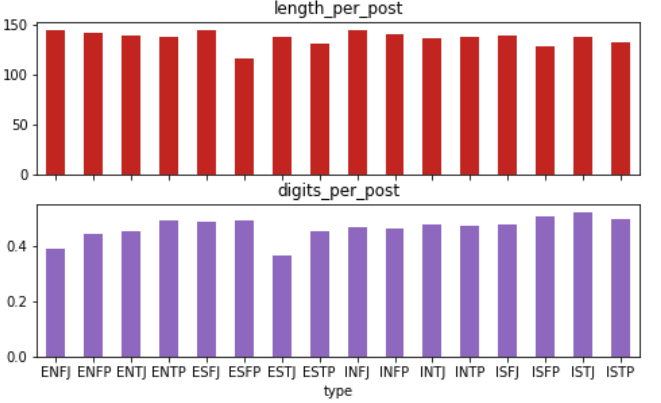 length_per_post
150
100
50
0
digits_per_post
0.4
0.2
0.0
ENFJ ENFP ENTJ ENTP ESFJ ESFP ESTJ ESTP INFJ INFP INTJ INTP ISFJ ISFP ISTJ ISTP
type